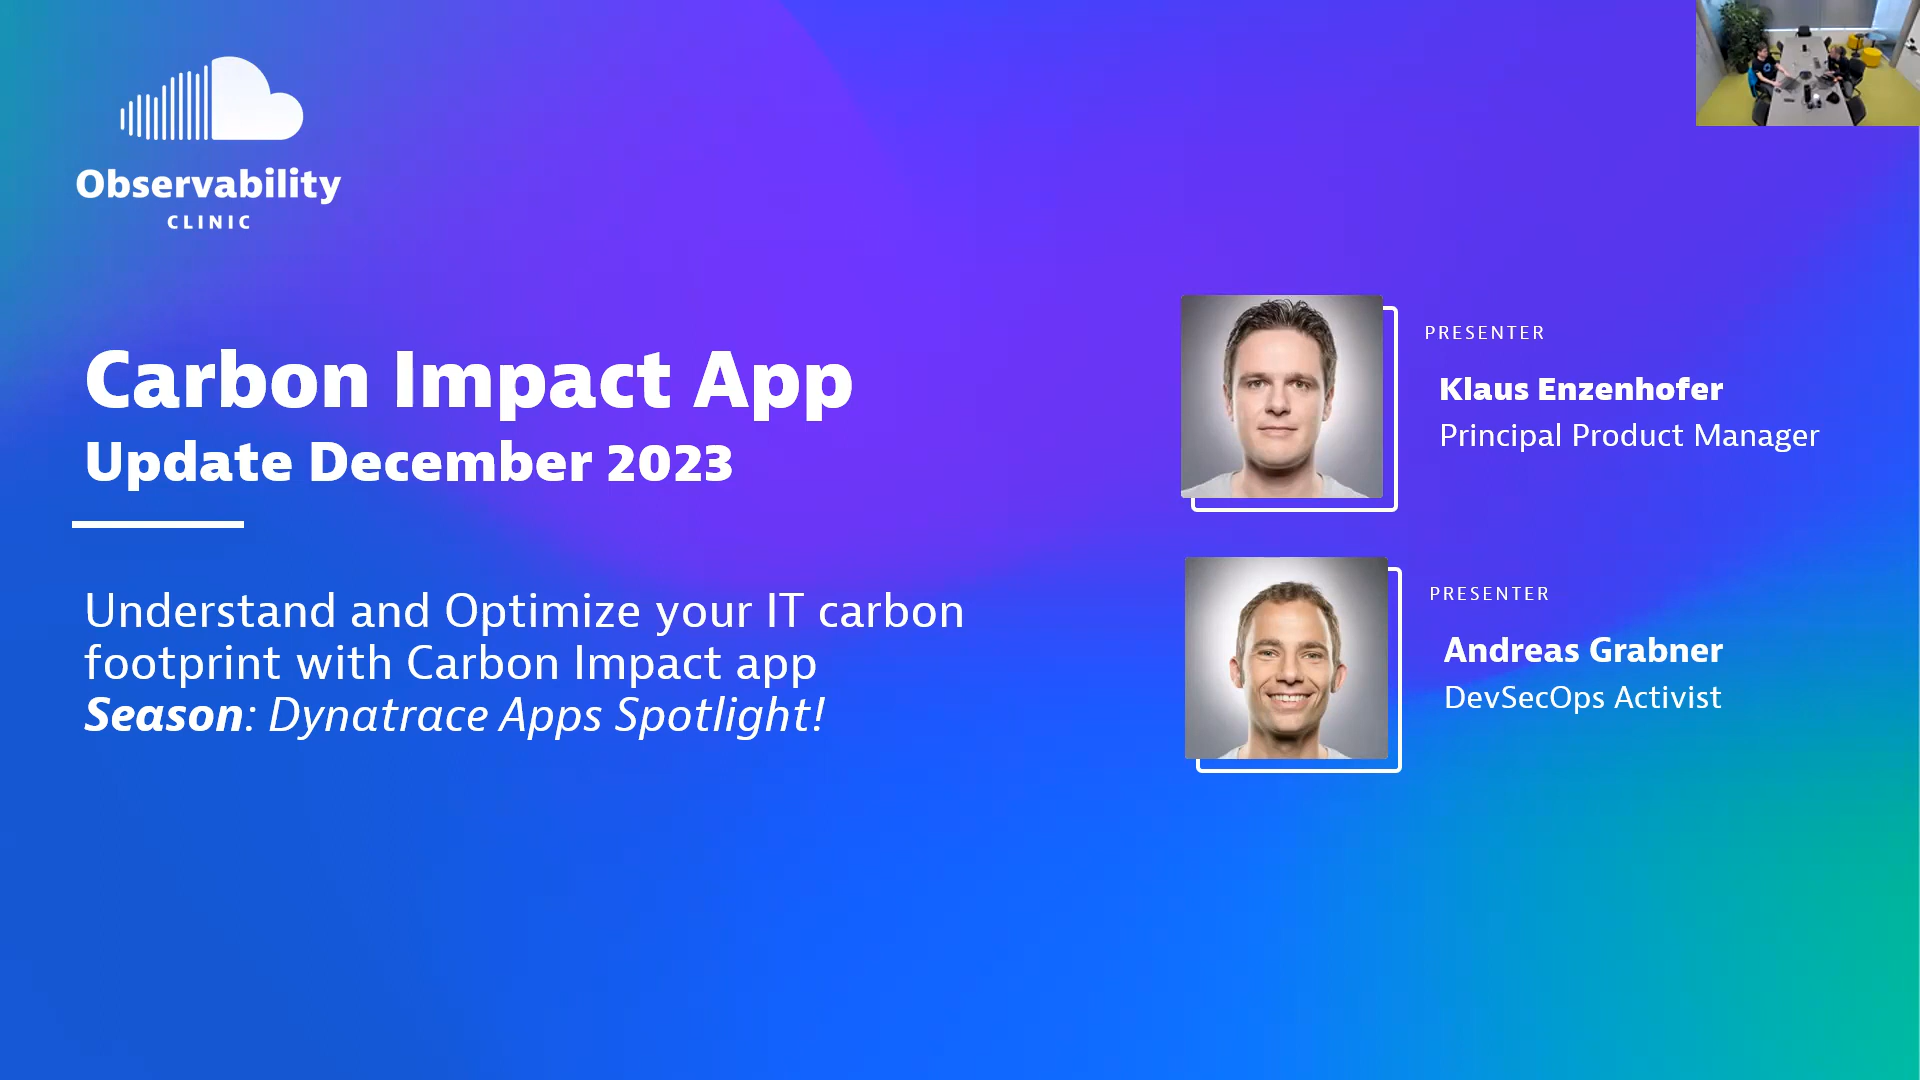 Observability
CLINIC
Carbon Impact App
Update December 2023
Understand and Optimize your IT carbon
footprint with Carbon Impact app
Season: Dynatrace Apps Spotlight!
PRESENTER
Klaus Enzenhofer
Principal Product Manager
PRESENTER
Andreas Grabner
DevSecOps Activist